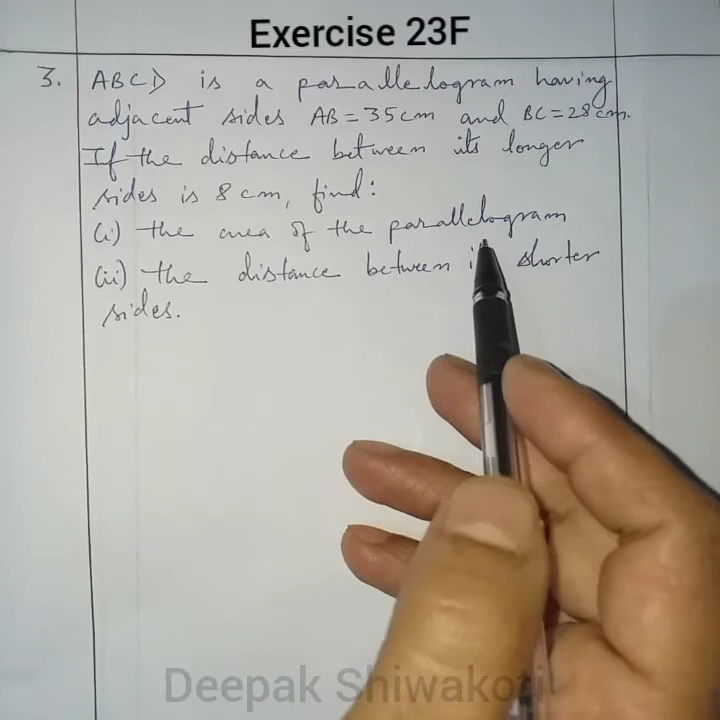 Exercise 23F
3. ABCD is a parallelogram having
adjacent sides AB = 35 cm and BC = 28 cm.
If the distance between its longer
sides is 8 cm, find:
(i) the area of the parallelogram
(ii) the distance between shorter
sides.
Deepak Shiwakoti